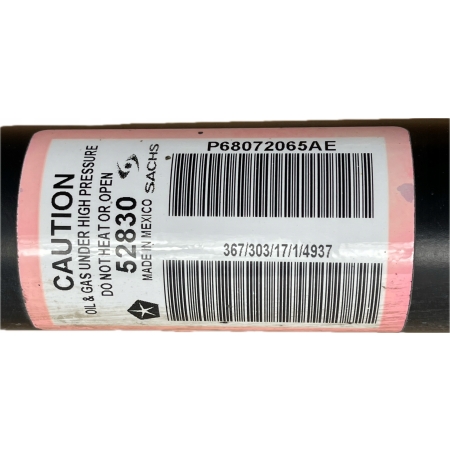 CAUTION
OIL & GAS UNDER HIGH PRESSURE
DO NOT HEAT OR OPEN
52830
MADE IN MEXICO
SACHS
P68072065AE
367/303/17/1/4937